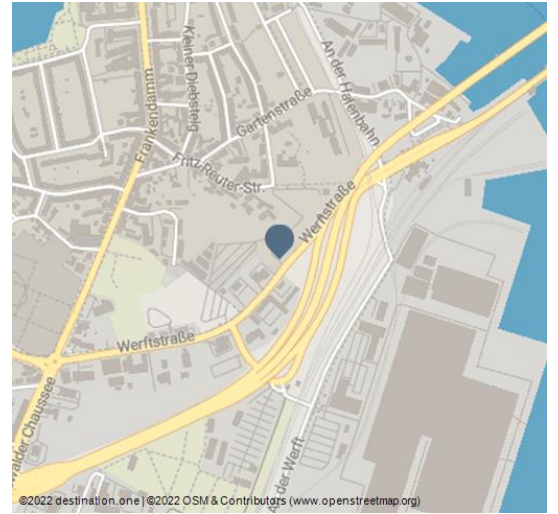 Kleiner Diebsteig
An der Hafenbahn
Frankendamm
Gartenstraße
Fritz-Reuter-Str.
Werftstraße
Werftstraße
walder Chaussee
An der Werft
©2022 destination.one | ©2022 OSM & Contributors (www.openstreetmap.org)